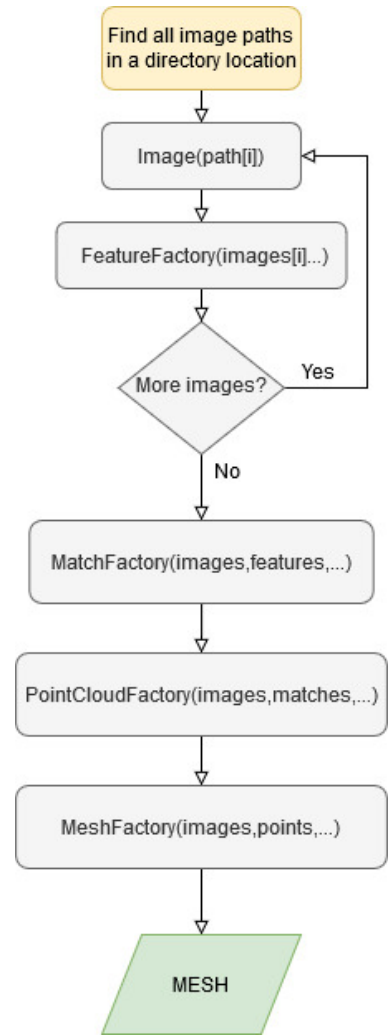 Find all image paths
in a directory location
Image(path[i])
FeatureFactory(images[i]...)
More images?
Yes
No
MatchFactory(images,features,...)
PointCloudFactory(images,matches,...)
MeshFactory(images,points,...)
MESH